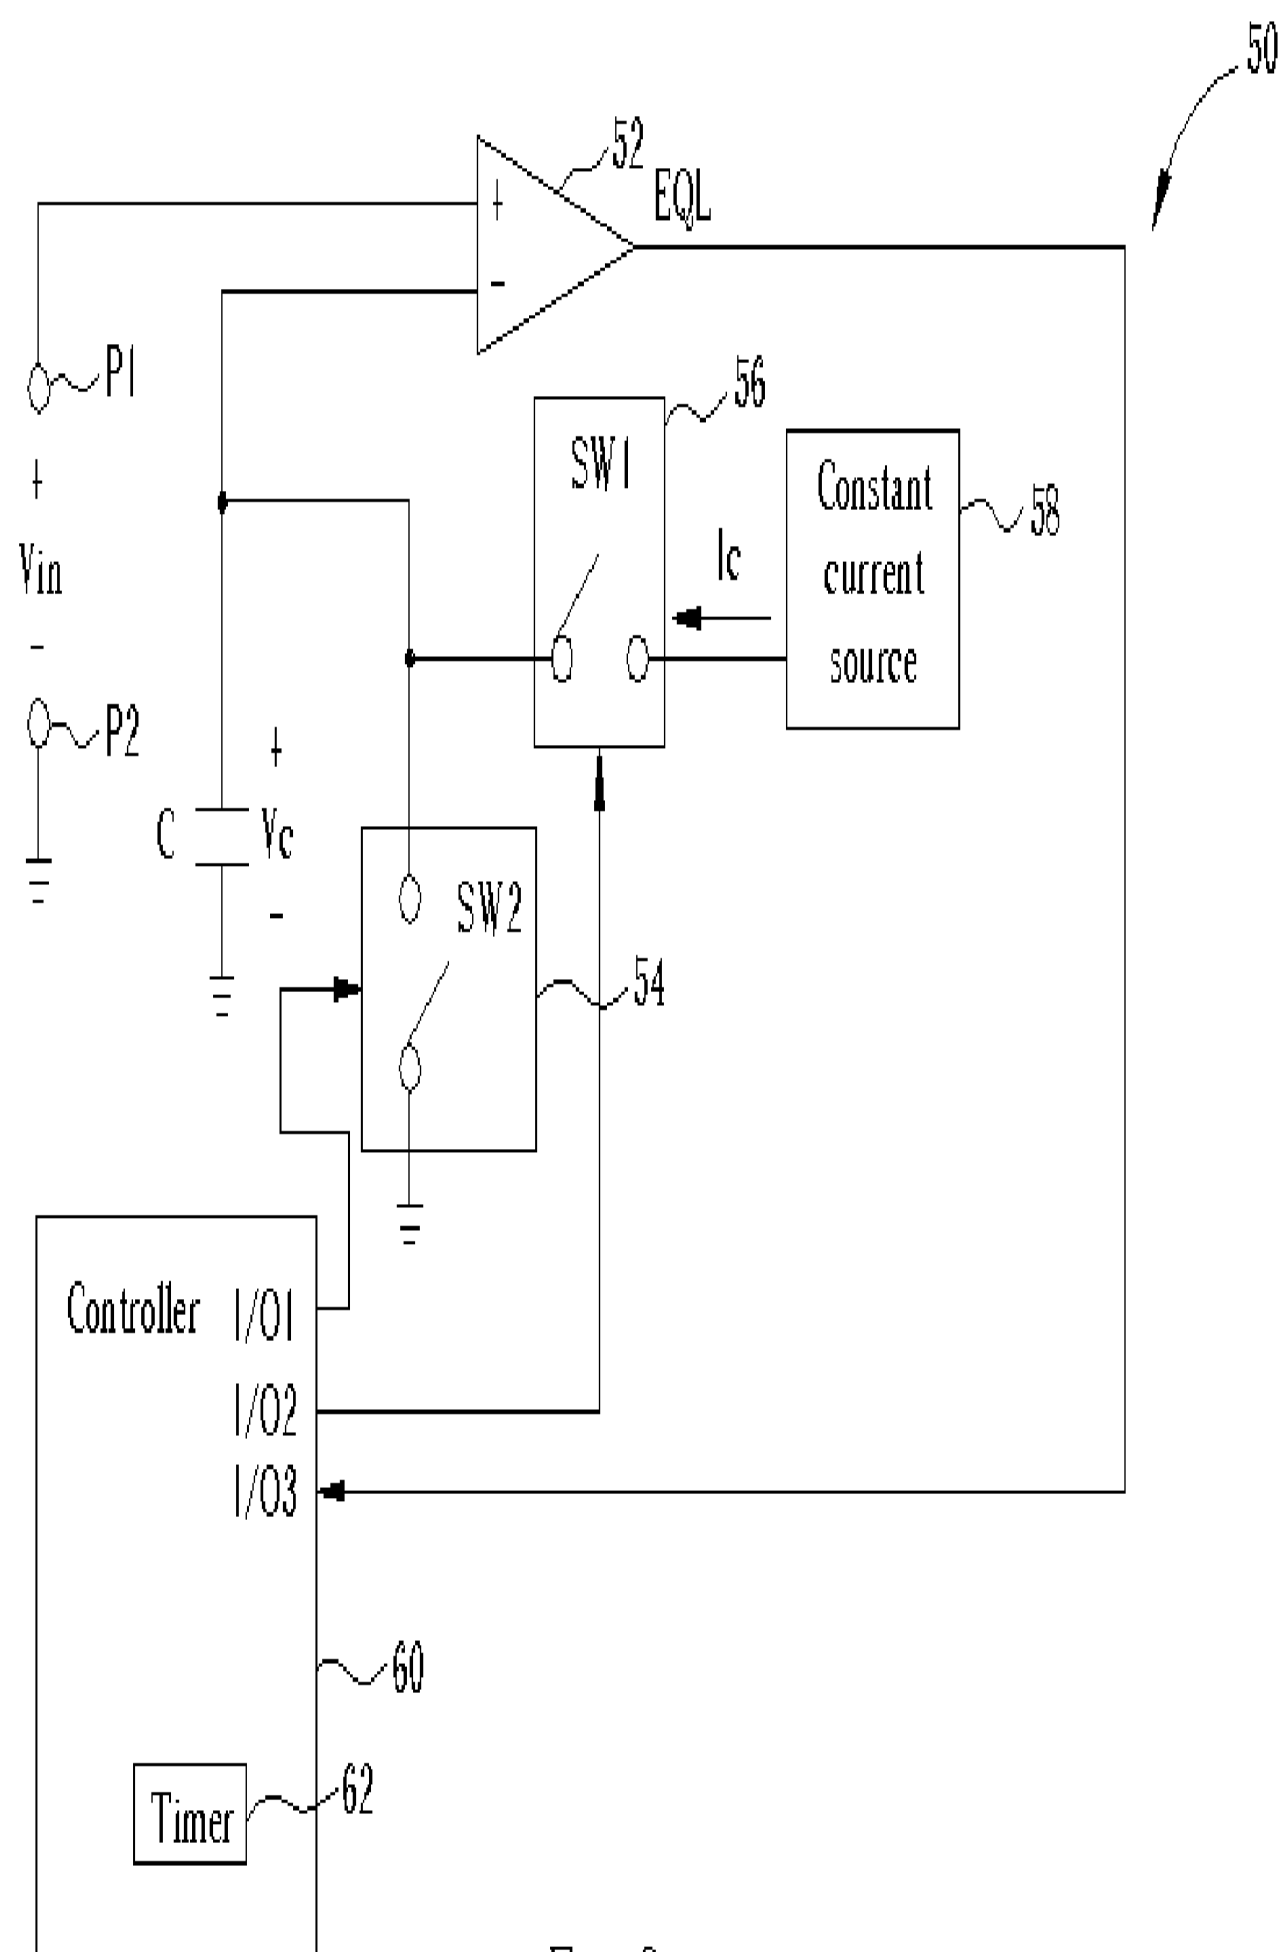 50
52
EQL
+
-
P1
56
SW1
+
Constant
current
source
58
Ic
Vin
-
P2
+
C
Vc
-
SW2
54
Controller
I/O1
I/O2
I/O3
60
Timer
62